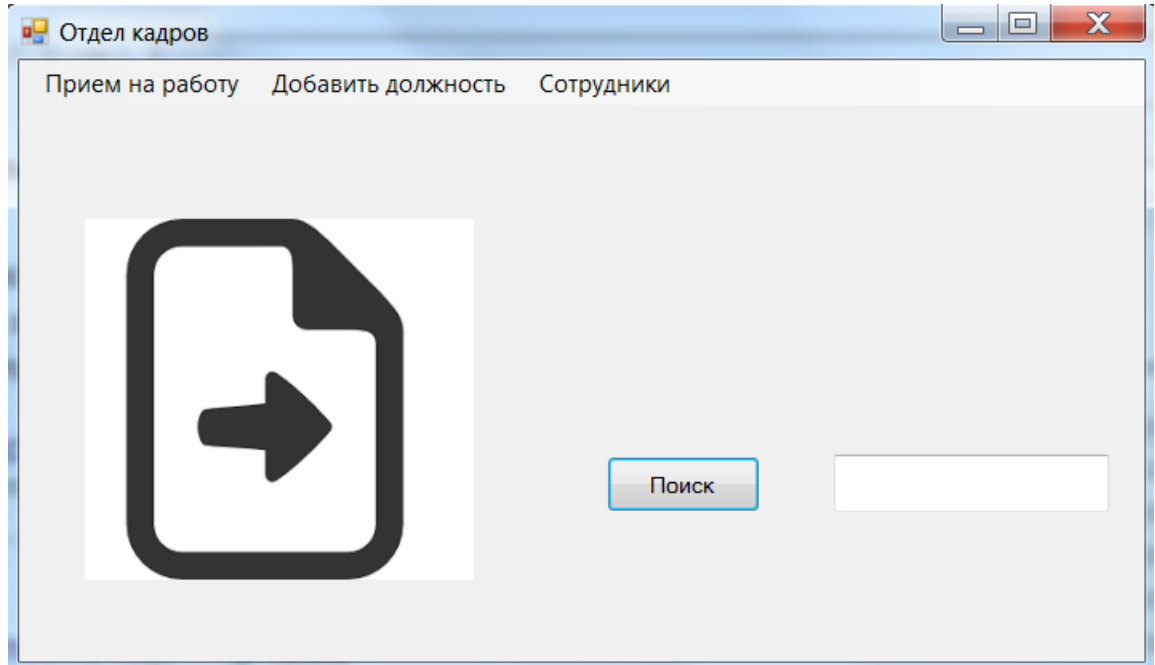 Отдел кадров
Прием на работу Добавить должность Сотрудники
Поиск